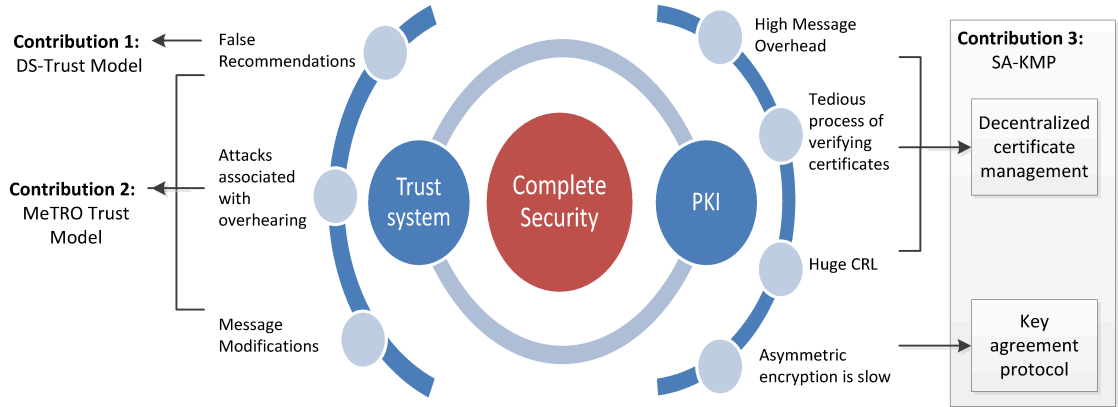 Contribution 1:
DS-Trust Model
False
Recommendations
Contribution 2:
MeTRO Trust
Model
Attacks
associated
with
overhearing
Message
Modifications
Trust
system
Complete
Security
PKI
High Message
Overhead
Tedious
process of
verifying
certificates
Huge CRL
Asymmetric
encryption is slow
Contribution 3:
SA-KMP
Decentralized
certificate
management
Key
agreement
protocol